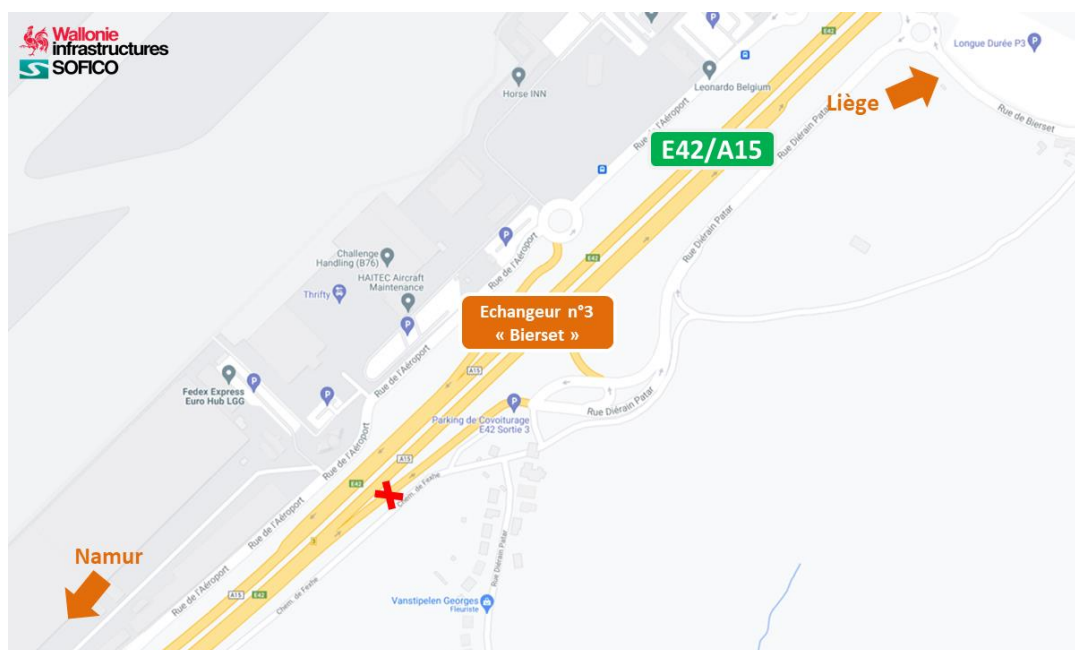 Wallonie
infrastructures
SOFICO
E42
Longue Durée P3
Horse INN
Leonardo Belgium
Liège
Rue de Bierset
Rue de l'Aéroport
E42/A15
Rue Diérain Patar
Rue Diérain Patar
Challenge
Handling (B76)
HAITEC Aircraft
Maintenance
Thrifty
Rue de l'Aéroport
E42
Echangeur n°3
« Bierset »
A15
Rue de l'Aéroport
Fedex Express
Euro Hub LGG
Parking de Covoiturage
E42 Sortie 3
Rue Diérain Patar
A15
E42
Rue de l'Aéroport
Chem. de Fexhe
Rue de l'Aéroport
3
Namur
Rue de l'Aéroport
A15
E42
Chem. de Fexhe
Rue Diérain Patar
Vanstipelen Georges
Fleuriste